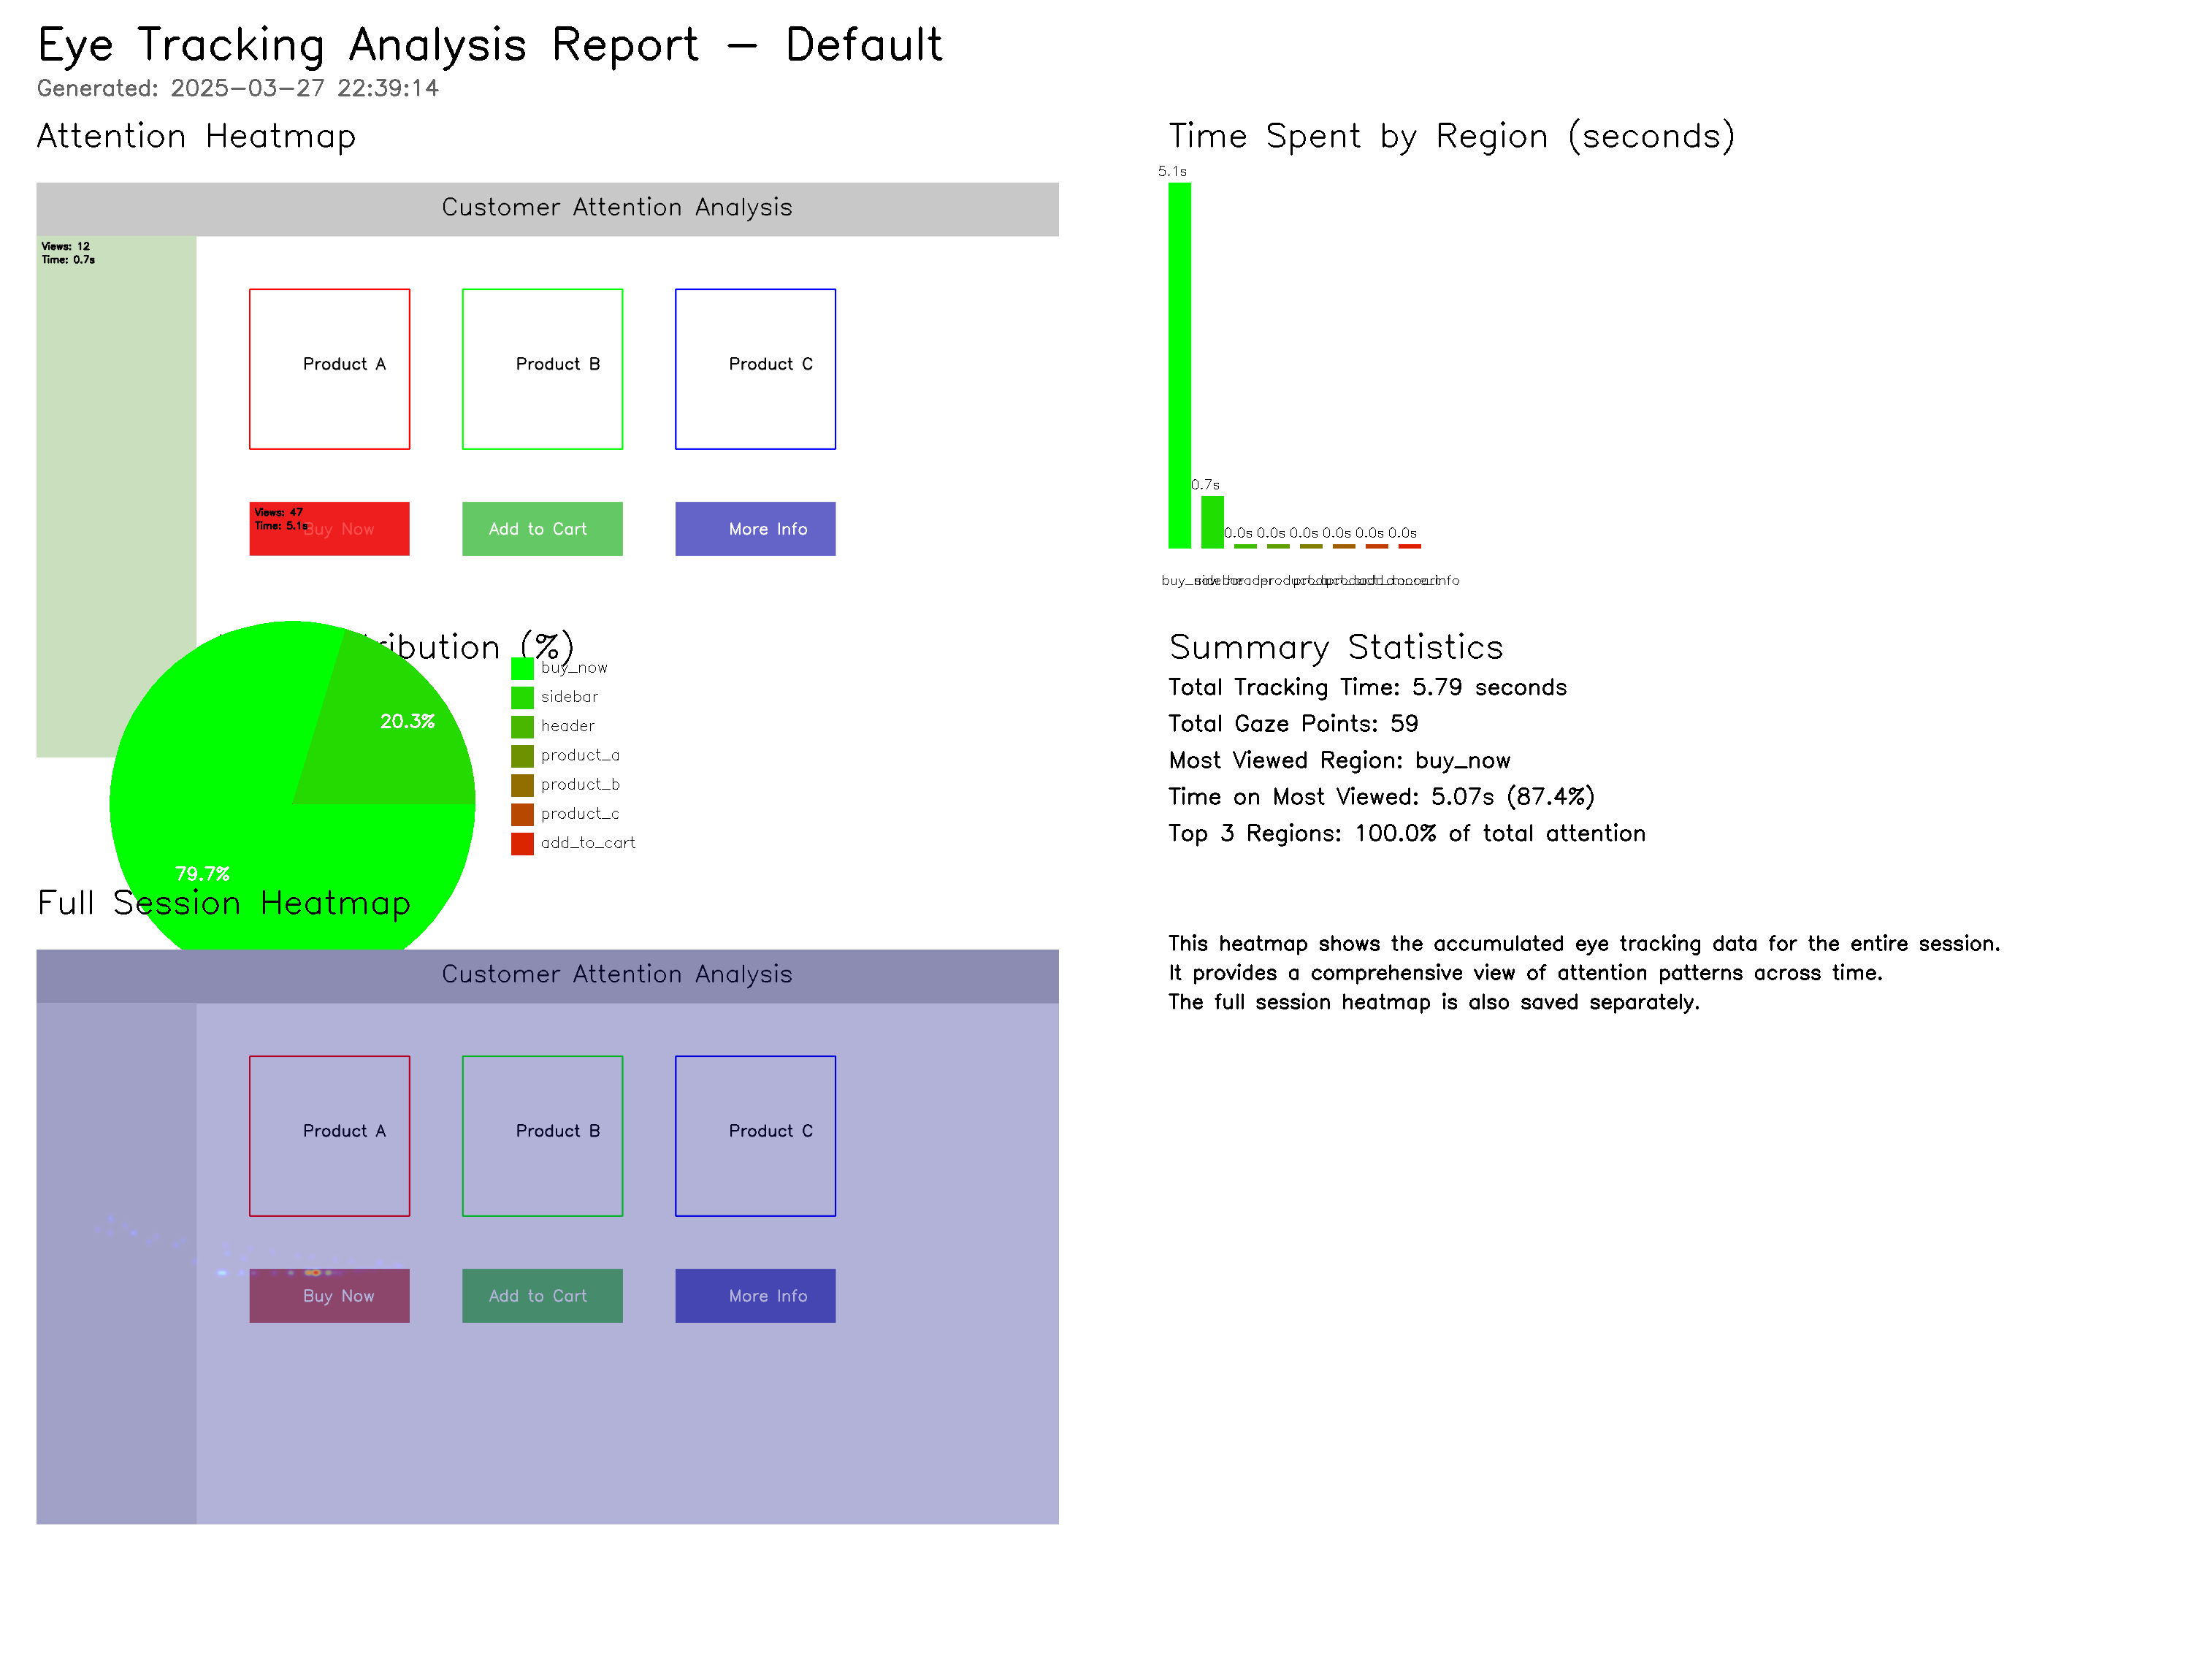 Eye Tracking Analysis Report - Default
Generated: 2025-03-27 22:39:14
Attention Heatmap
Customer Attention Analysis
Views: 12
Time: 0.7s
Product A
Product B
Product C
Views: 47
Time: 5.1s
Buy Now
Add to Cart
More Info
(%)
buy_now
sidebar
header
product_a
product_b
product_c
add_to_cart
20.3%
79.7%
Full Session Heatmap
Customer Attention Analysis
Product A
Product B
Product C
Buy Now
Add to Cart
More Info
Time Spent by Region (seconds)
5.1s
0.7s
0.0s 0.0s 0.0s 0.0s 0.0s 0.0s
Summary Statistics
Total Tracking Time: 5.79 seconds
Total Gaze Points: 59
Most Viewed Region: buy_now
Time on Most Viewed: 5.07s (87.4%)
Top 3 Regions: 100.0% of total attention
This heatmap shows the accumulated eye tracking data for the entire session.
It provides a comprehensive view of attention patterns across time.
The full session heatmap is also saved separately.